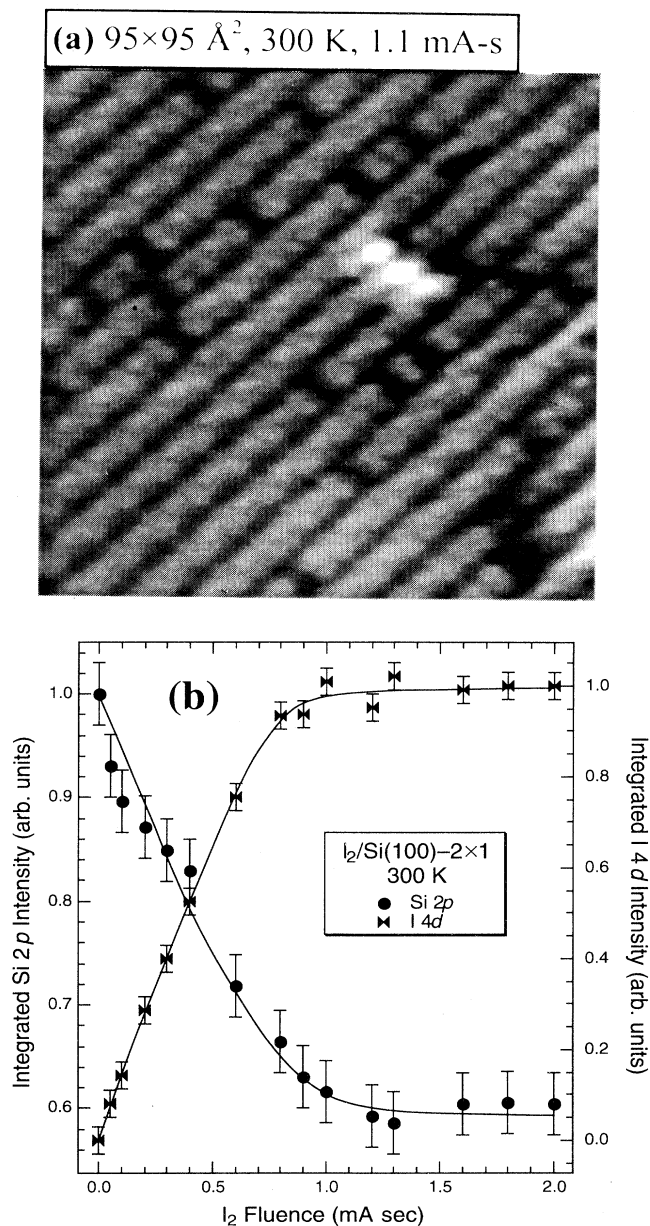 (a) 95×95 Å², 300 K, 1.1 mA-s
(b)
1.0
0.9
0.8
0.7
0.6
Integrated Si 2p Intensity (arb. units)
1.0
0.8
0.6
0.4
0.2
0.0
Integrated I 4d Intensity (arb. units)
I₂/Si(100)–2×1
300 K
Si 2p
I 4d
0.0 0.5 1.0 1.5 2.0
I₂ Fluence (mA sec)